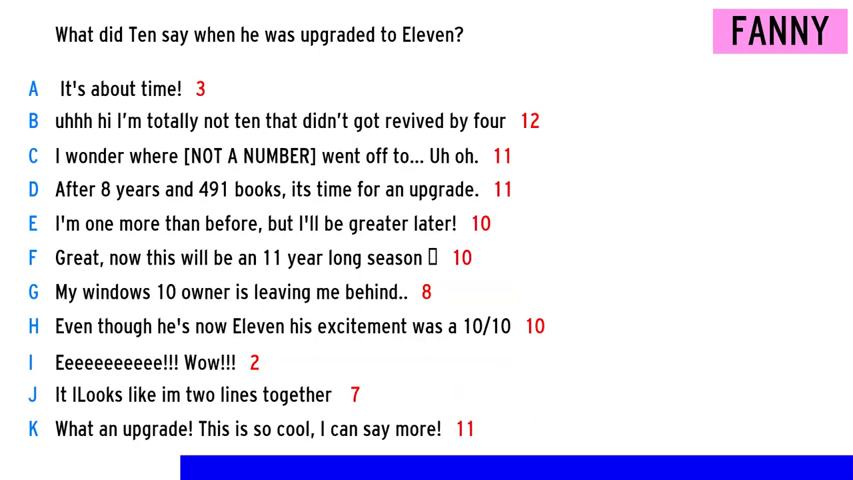 What did Ten say when he was upgraded to Eleven?
FANNY
A It's about time! 3
B uhhh hi I’m totally not ten that didn’t got revived by four 12
C I wonder where [NOT A NUMBER] went off to... Uh oh. 11
D After 8 years and 491 books, its time for an upgrade. 11
E I'm one more than before, but I'll be greater later! 10
F Great, now this will be an 11 year long season ▯ 10
G My windows 10 owner is leaving me behind.. 8
H Even though he's now Eleven his excitement was a 10/10 10
I Eeeeeeeeeee!!! Wow!!! 2
J It lLooks like im two lines together 7
K What an upgrade! This is so cool, I can say more! 11